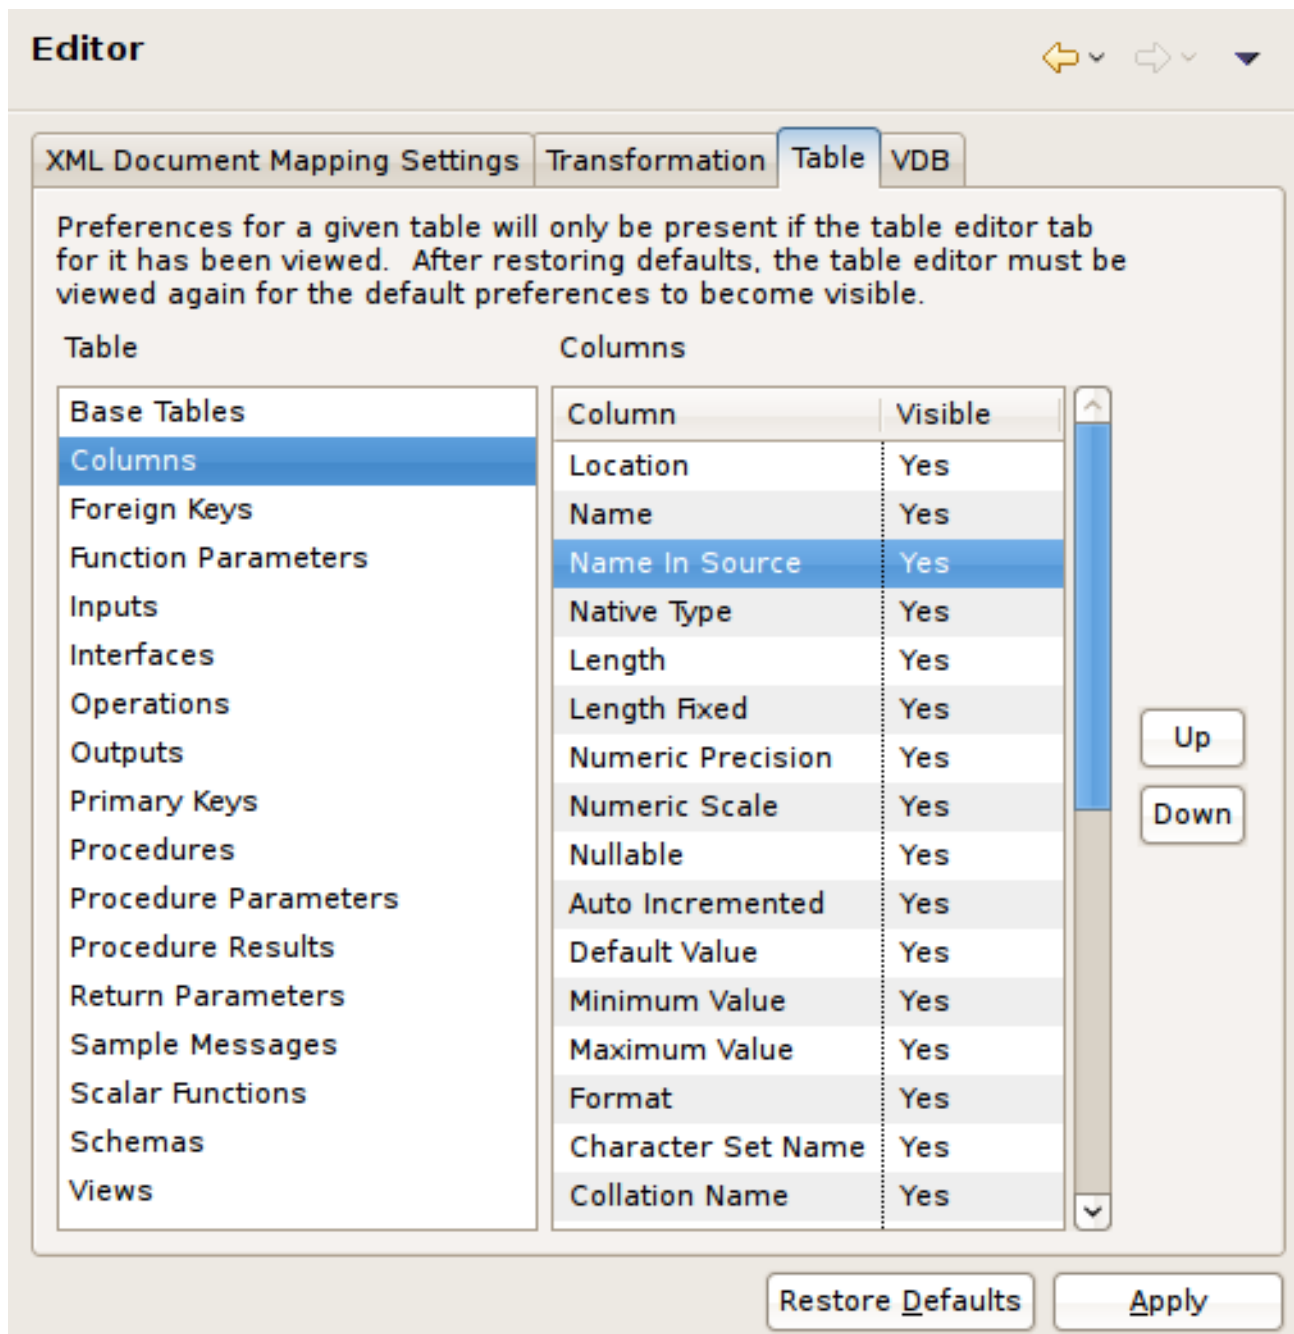 Editor
XML Document Mapping Settings Transformation Table VDB
Preferences for a given table will only be present if the table editor tab
for it has been viewed.  After restoring defaults, the table editor must be
viewed again for the default preferences to become visible.
Table Columns
Base Tables
Columns
Foreign Keys
Function Parameters
Inputs
Interfaces
Operations
Outputs
Primary Keys
Procedures
Procedure Parameters
Procedure Results
Return Parameters
Sample Messages
Scalar Functions
Schemas
Views
Column Visible
Location Yes
Name Yes
Name In Source Yes
Native Type Yes
Length Yes
Length Fixed Yes
Numeric Precision Yes
Numeric Scale Yes
Nullable Yes
Auto Incremented Yes
Default Value Yes
Minimum Value Yes
Maximum Value Yes
Format Yes
Character Set Name Yes
Collation Name Yes
Up
Down
Restore Defaults Apply